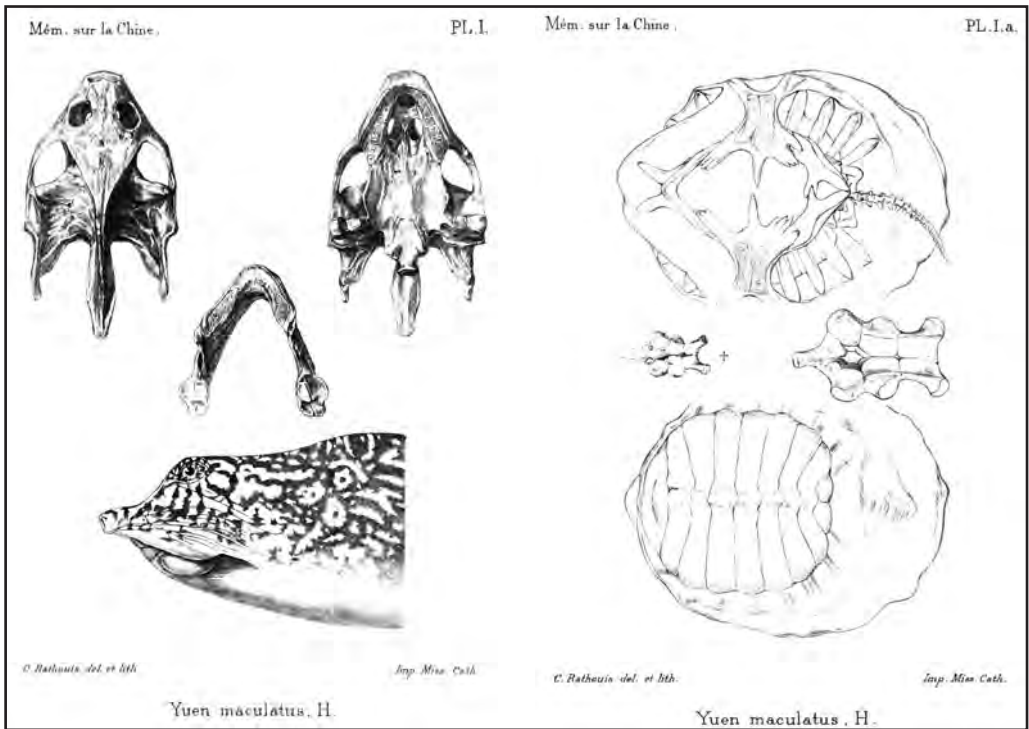 Mém. sur la Chine.
PL. I.
C. Rathouis del. et lith.
Imp. Miss. Cath.
Yuen maculatus, H.
Mém. sur la Chine.
PL. I. a.
C. Rathouis del. et lith.
Imp. Miss. Cath.
Yuen maculatus, H.